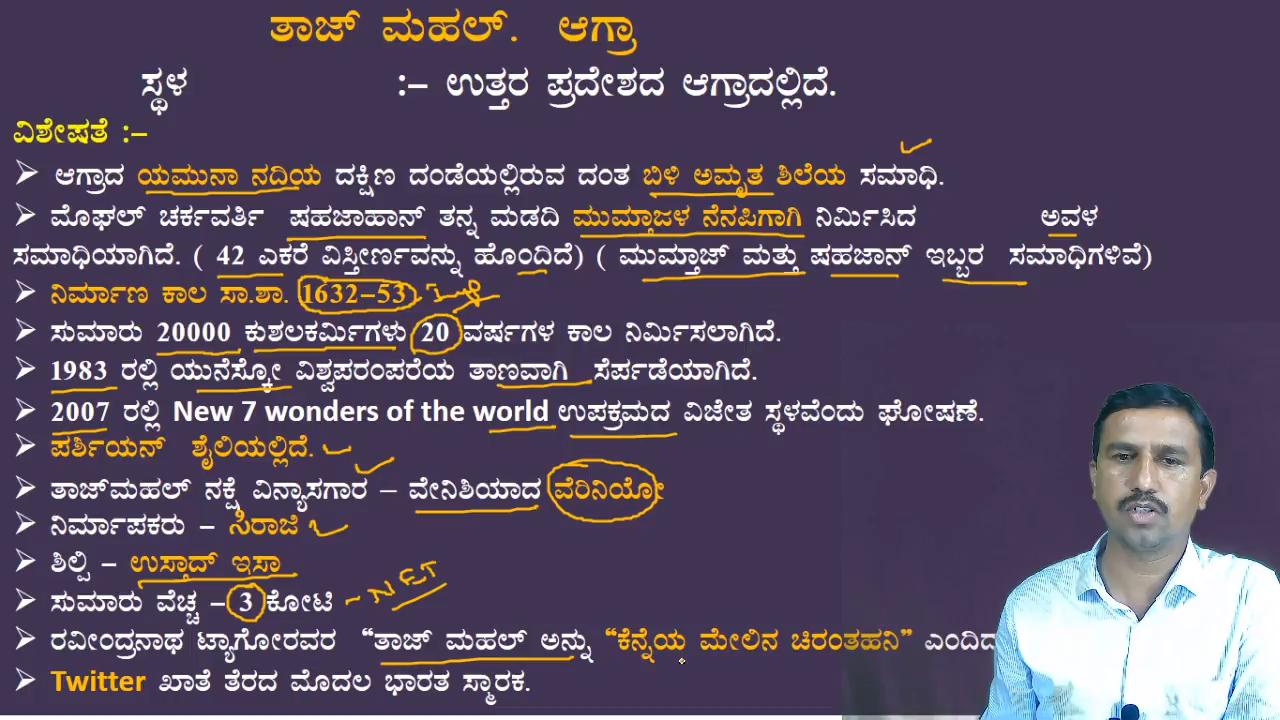 ತಾಜ್ ಮಹಲ್. ಆಗ್ರಾ
ಸ್ಥಳ :– ಉತ್ತರ ಪ್ರದೇಶದ ಆಗ್ರಾದಲ್ಲಿದೆ.
ವಿಶೇಷತೆ :–
➢ ಆಗ್ರಾದ ಯಮುನಾ ನದಿಯ ದಕ್ಷಿಣ ದಂಡೆಯಲ್ಲಿರುವ ದಂತ ಬಿಳಿ ಅಮೃತ ಶಿಲೆಯ ಸಮಾಧಿ.
➢ ಮೊಘಲ್ ಚರ್ಕವರ್ತಿ ಷಹಜಾಹಾನ್ ತನ್ನ ಮಡದಿ ಮುಮ್ತಾಜಳ ನೆನಪಿಗಾಗಿ ನಿರ್ಮಿಸಿದ ಅವಳ
ಸಮಾಧಿಯಾಗಿದೆ. ( 42 ಎಕರೆ ವಿಸ್ತೀರ್ಣವನ್ನು ಹೊಂದಿದೆ) ( ಮುಮ್ತಾಜ್ ಮತ್ತು ಷಹಜಾನ್ ಇಬ್ಬರ ಸಮಾಧಿಗಳಿವೆ)
➢ ನಿರ್ಮಾಣ ಕಾಲ ಸಾ.ಶಾ. 1632–53
➢ ಸುಮಾರು 20000 ಕುಶಲಕರ್ಮಿಗಳು 20 ವರ್ಷಗಳ ಕಾಲ ನಿರ್ಮಿಸಲಾಗಿದೆ.
➢ 1983 ರಲ್ಲಿ ಯುನೆಸ್ಕೋ ವಿಶ್ವಪರಂಪರೆಯ ತಾಣವಾಗಿ ಸೆರ್ಪಡೆಯಾಗಿದೆ.
➢ 2007 ರಲ್ಲಿ New 7 wonders of the world ಉಪಕ್ರಮದ ವಿಜೇತ ಸ್ಥಳವೆಂದು ಘೋಷಣೆ.
➢ ಪರ್ಶಿಯನ್ ಶೈಲಿಯಲ್ಲಿದೆ.
➢ ತಾಜ್‌ಮಹಲ್ ನಕ್ಷೆ ವಿನ್ಯಾಸಗಾರ – ವೇನಿಶಿಯಾದ ವೆರಿನಿಯೋ
➢ ನಿರ್ಮಾಪಕರು – ಸಿರಾಜಿ
➢ ಶಿಲ್ಪಿ – ಉಸ್ತಾದ್ ಇಸಾ
➢ ಸುಮಾರು ವೆಚ್ಚ – 3 ಕೋಟಿ – NET
➢ ರವೀಂದ್ರನಾಥ ಟ್ಯಾಗೋರವರ “ತಾಜ್ ಮಹಲ್ ಅನ್ನು “ಕೆನ್ನೆಯ ಮೇಲಿನ ಚಿರಂತಹನಿ” ಎಂದಿದ
➢ Twitter ಖಾತೆ ತೆರದ ಮೊದಲ ಭಾರತ ಸ್ಮಾರಕ.